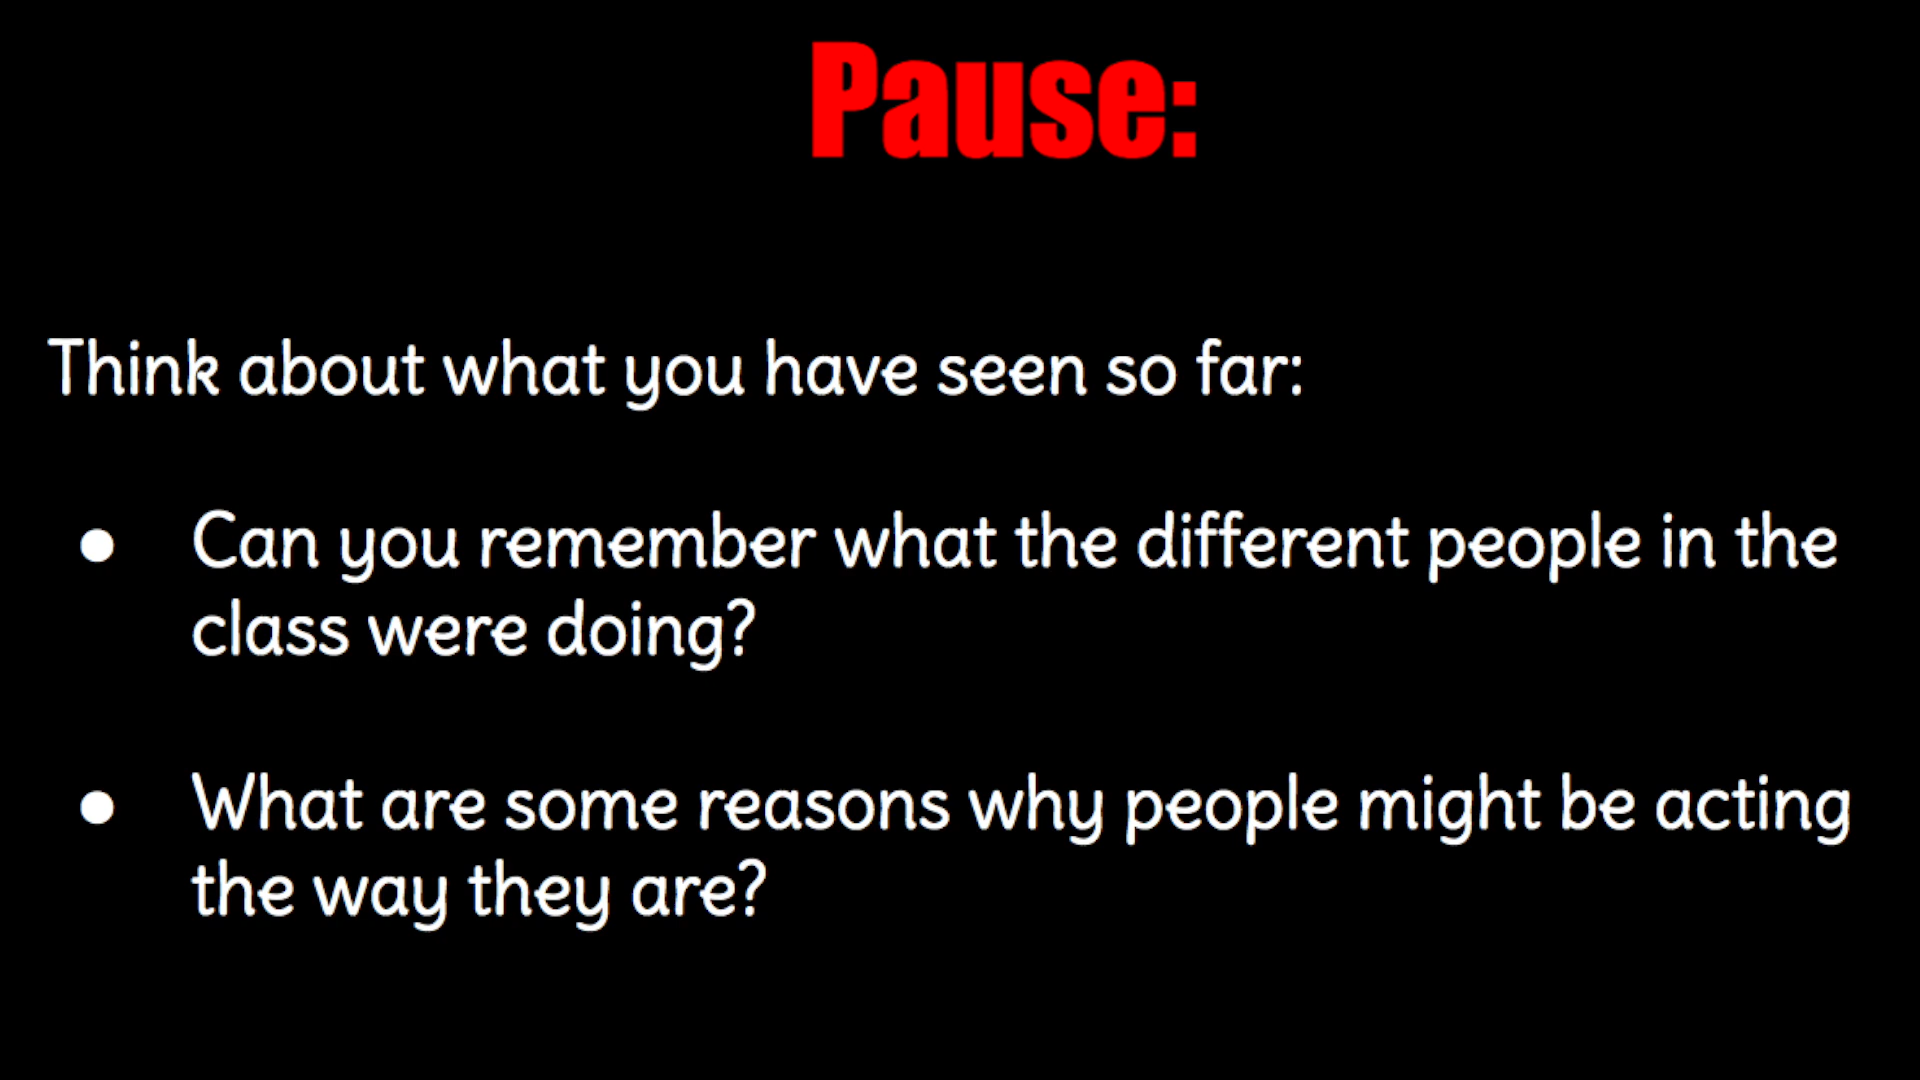 Pause:
Think about what you have seen so far:
● Can you remember what the different people in the
class were doing?
● What are some reasons why people might be acting
the way they are?